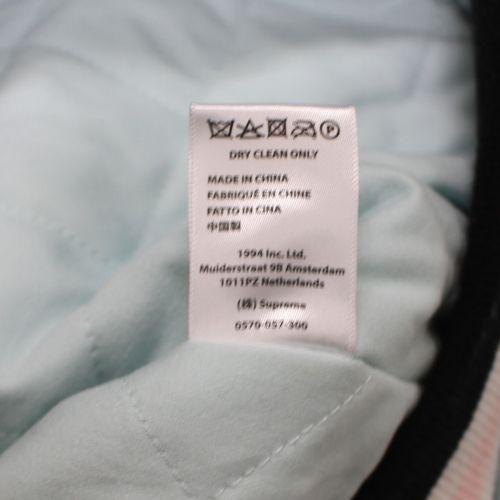 P
DRY CLEAN ONLY
MADE IN CHINA
FABRIQUÉ EN CHINE
FATTO IN CINA
中国製
1994 Inc. Ltd.
Muiderstraat 9B Amsterdam
1011PZ Netherlands
(株) Supreme
0570-057-300